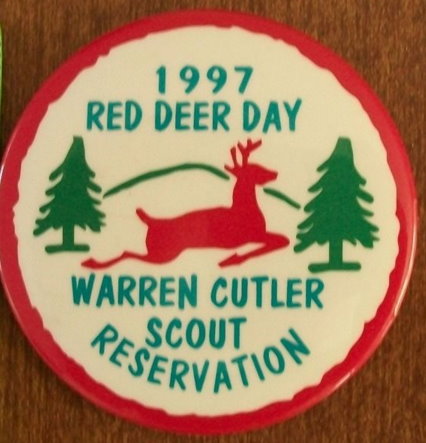 1997
RED DEER DAY
WARREN CUTLER
SCOUT
RESERVATION